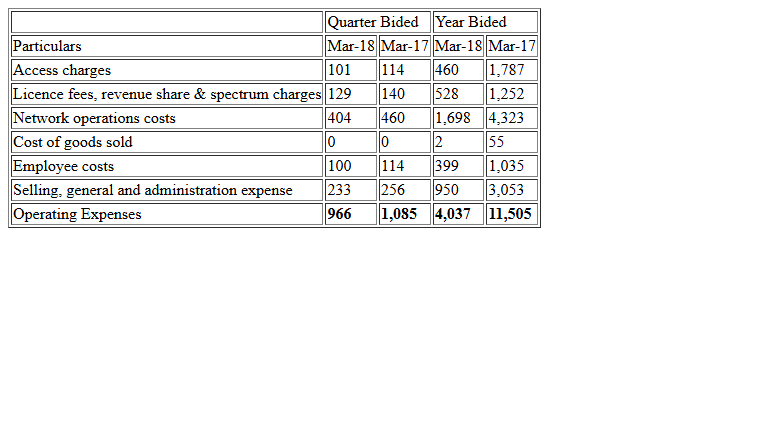 Quarter Bided Year Bided
Particulars Mar-18 Mar-17 Mar-18 Mar-17
Access charges 101 114 460 1,787
Licence fees, revenue share & spectrum charges 129 140 528 1,252
Network operations costs 404 460 1,698 4,323
Cost of goods sold 0 0 2 55
Employee costs 100 114 399 1,035
Selling, general and administration expense 233 256 950 3,053
Operating Expenses 966 1,085 4,037 11,505